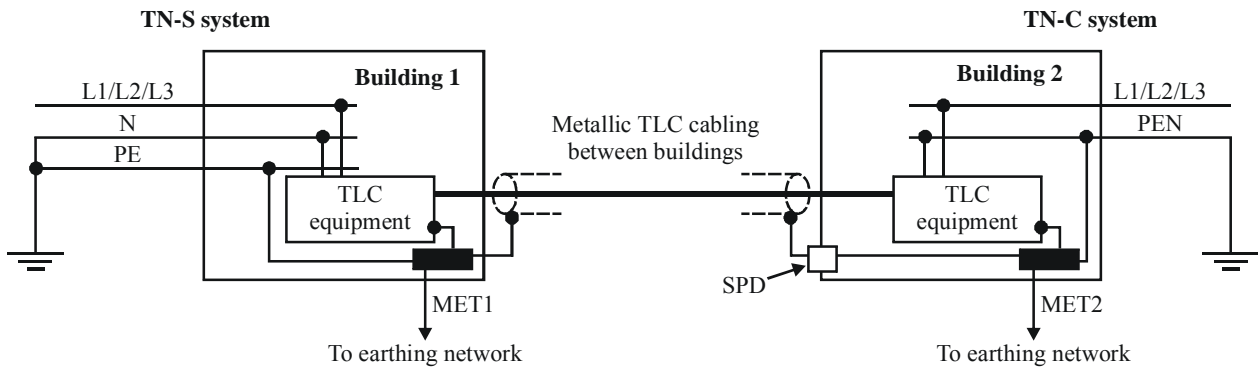 TN-S system
TN-C system
Building 1
Building 2
L1/L2/L3
L1/L2/L3
N
PEN
PE
Metallic TLC cabling
between buildings
TLC
equipment
TLC
equipment
SPD
MET1
MET2
To earthing network
To earthing network